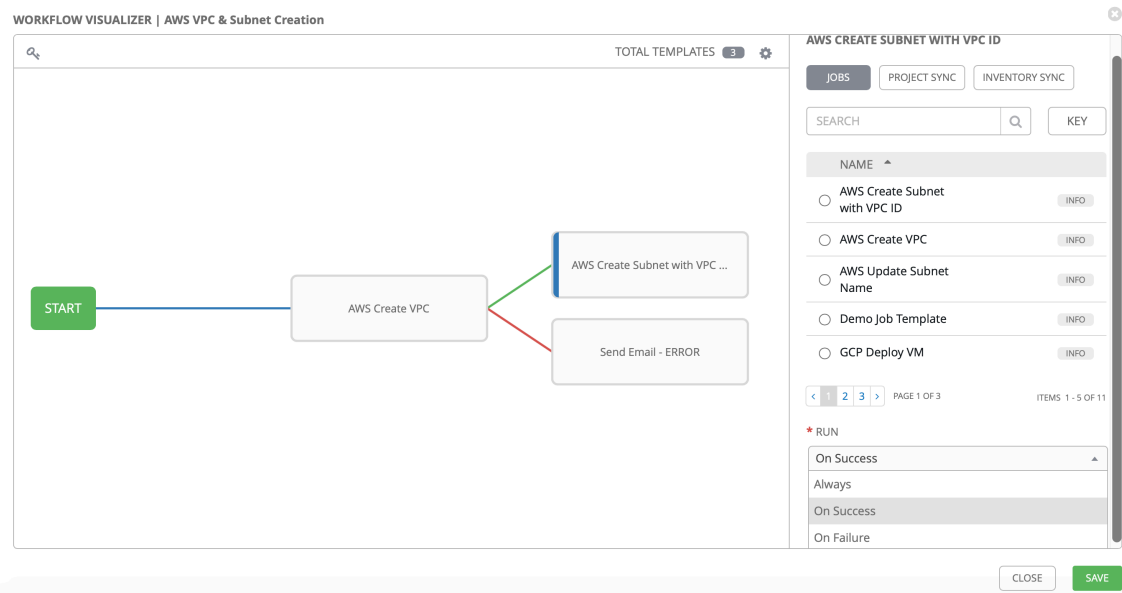 WORKFLOW VISUALIZER | AWS VPC & Subnet Creation
TOTAL TEMPLATES 3
START
AWS Create VPC
AWS Create Subnet with VPC ...
Send Email - ERROR
AWS CREATE SUBNET WITH VPC ID
JOBS
PROJECT SYNC
INVENTORY SYNC
SEARCH
KEY
NAME
AWS Create Subnet
with VPC ID
INFO
AWS Create VPC
INFO
AWS Update Subnet
Name
INFO
Demo Job Template
INFO
GCP Deploy VM
INFO
< 1 2 3 > PAGE 1 OF 3
ITEMS 1 - 5 OF 11
* RUN
On Success
Always
On Success
On Failure
CLOSE
SAVE